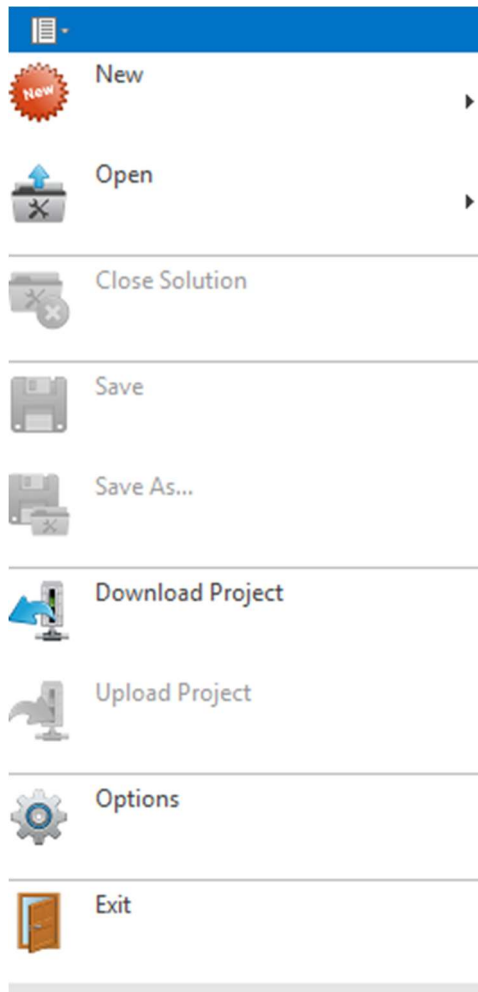 New
New
Open
Close Solution
Save
Save As...
Download Project
Upload Project
Options
Exit